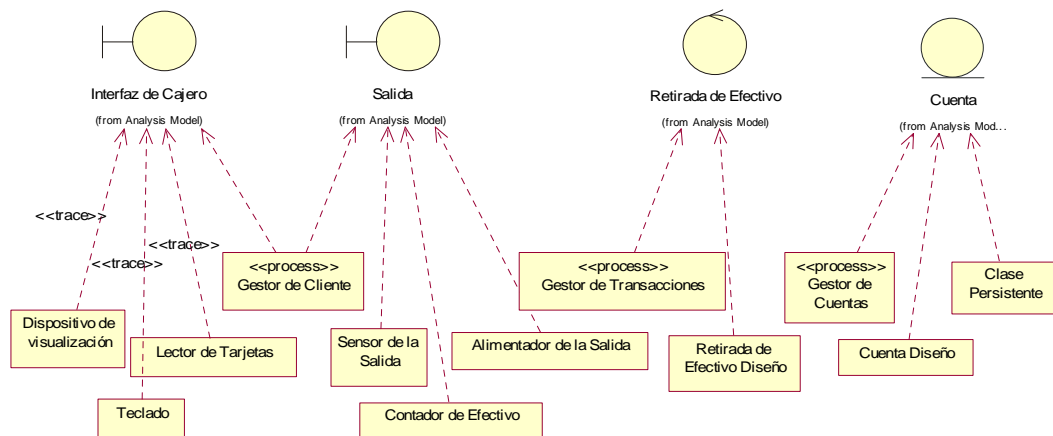 Interfaz de Cajero
(from Analysis Model)
Salida
(from Analysis Model)
Retirada de Efectivo
(from Analysis Model)
Cuenta
(from Analysis Mod...
<<trace>>
<<trace>>
<<trace>>
<<process>>
Gestor de Cliente
<<process>>
Gestor de Transacciones
<<process>>
Gestor de
Cuentas
Clase
Persistente
Dispositivo de
visualización
Lector de Tarjetas
Sensor de la
Salida
Alimentador de la Salida
Retirada de
Efectivo Diseño
Cuenta Diseño
Teclado
Contador de Efectivo